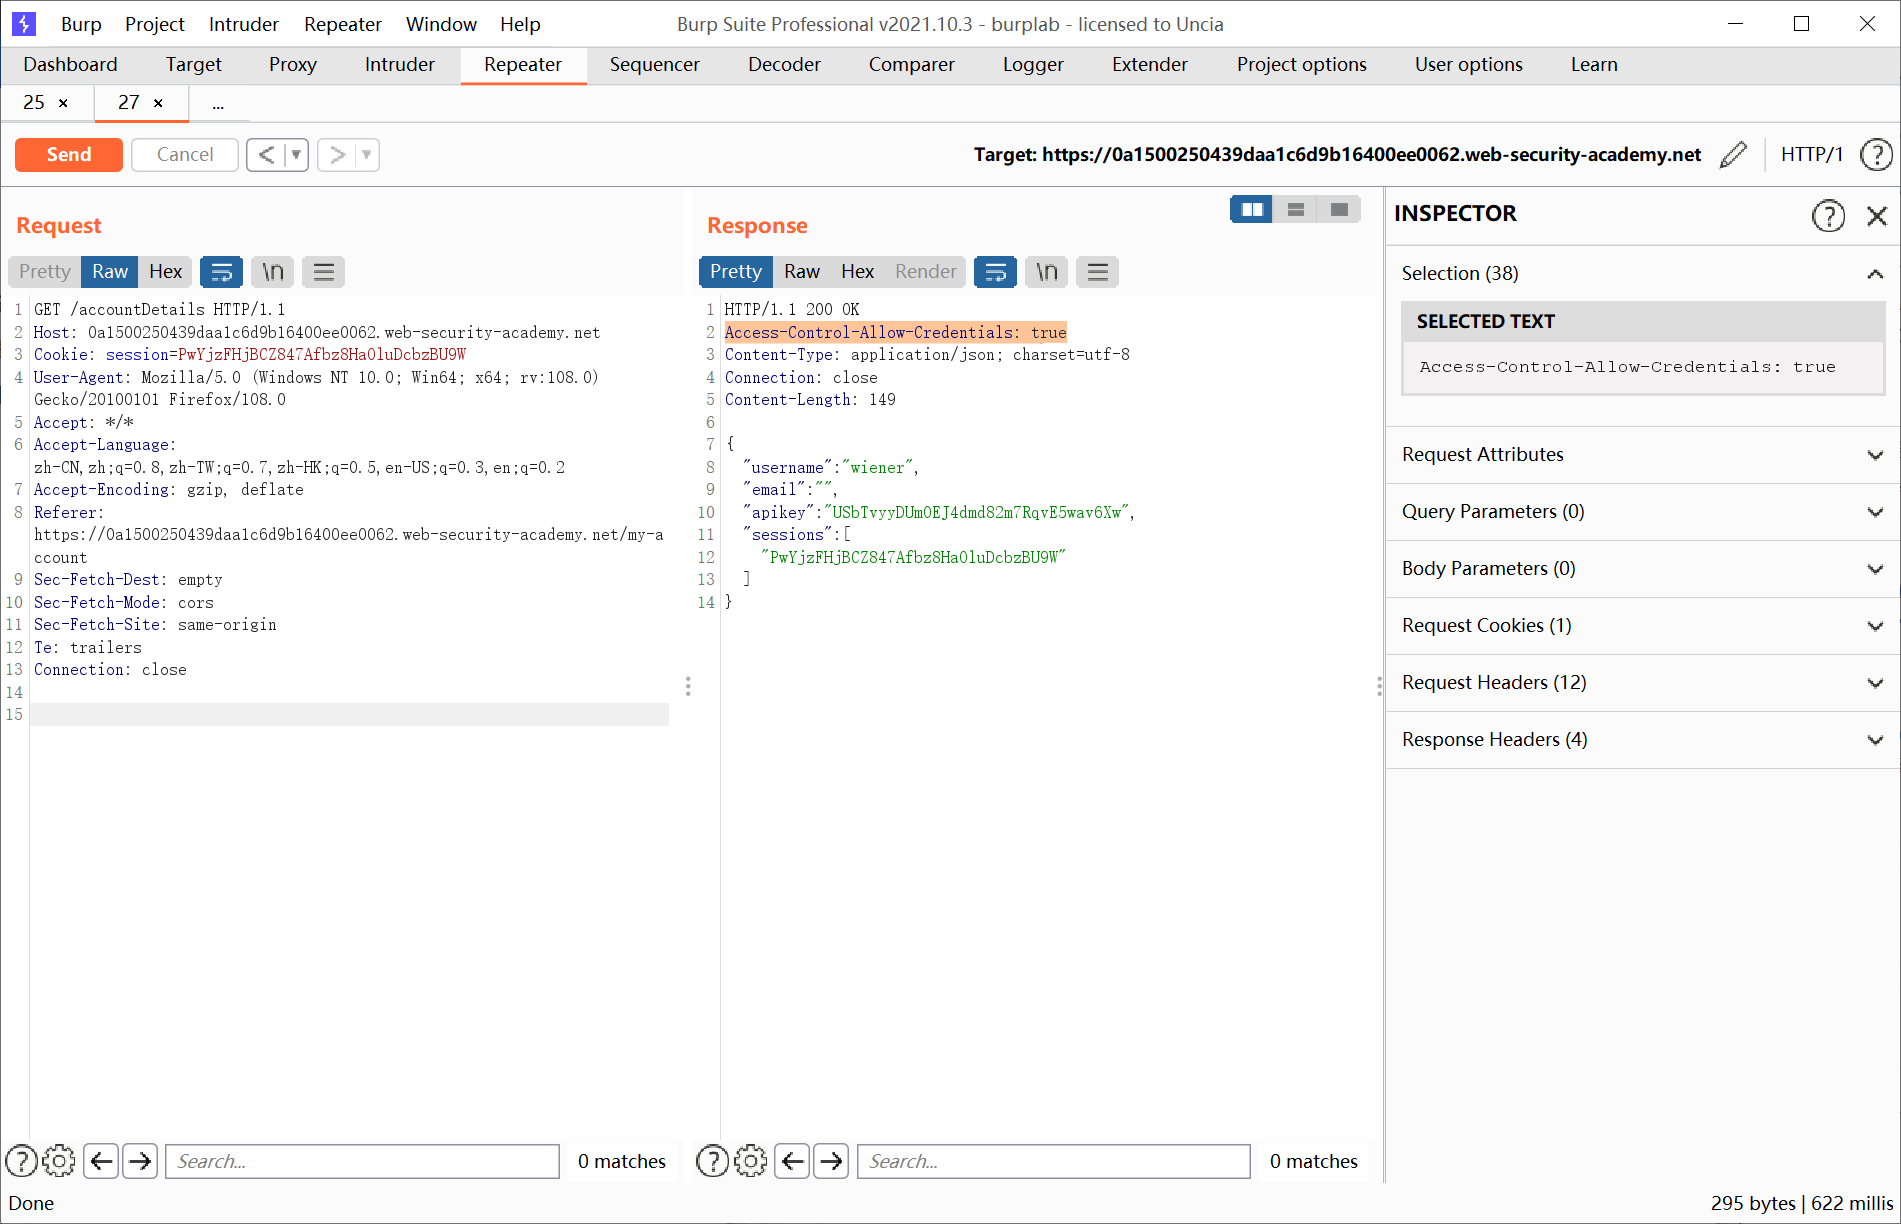 Burp Project Intruder Repeater Window Help Burp Suite Professional v2021.10.3 - burplab - licensed to Uncia
Dashboard Target Proxy Intruder Repeater Sequencer Decoder Comparer Logger Extender Project options User options Learn
25 × 27 × ...
Send Cancel < > Target: https://0a1500250439daa1c6d9b16400ee0062.web-security-academy.net HTTP/1 ?
Request
Pretty Raw Hex \n
1 GET /accountDetails HTTP/1.1
2 Host: 0a1500250439daa1c6d9b16400ee0062.web-security-academy.net
3 Cookie: session=PwYjzFHjBCZ847Afbz8Ha0luDcbzBU9W
4 User-Agent: Mozilla/5.0 (Windows NT 10.0; Win64; x64; rv:108.0)
Gecko/20100101 Firefox/108.0
5 Accept: */*
6 Accept-Language:
zh-CN,zh;q=0.8,zh-TW;q=0.7,zh-HK;q=0.5,en-US;q=0.3,en;q=0.2
7 Accept-Encoding: gzip, deflate
8 Referer:
https://0a1500250439daa1c6d9b16400ee0062.web-security-academy.net/my-a
ccount
9 Sec-Fetch-Dest: empty
10 Sec-Fetch-Mode: cors
11 Sec-Fetch-Site: same-origin
12 Te: trailers
13 Connection: close
14
15
? Search... 0 matches
Response
Pretty Raw Hex Render \n
1 HTTP/1.1 200 OK
2 Access-Control-Allow-Credentials: true
3 Content-Type: application/json; charset=utf-8
4 Connection: close
5 Content-Length: 149
6
7 {
8 "username":"wiener",
9 "email":"",
10 "apikey":"USbTvyyDUm0EJ4dmd82m7RqvE5wav6Xw",
11 "sessions":[
12 "PwYjzFHjBCZ847Afbz8Ha0luDcbzBU9W"
13 ]
14 }
? Search... 0 matches
INSPECTOR ?
Selection (38)
SELECTED TEXT
Access-Control-Allow-Credentials: true
Request Attributes
Query Parameters (0)
Body Parameters (0)
Request Cookies (1)
Request Headers (12)
Response Headers (4)
Done 295 bytes | 622 millis